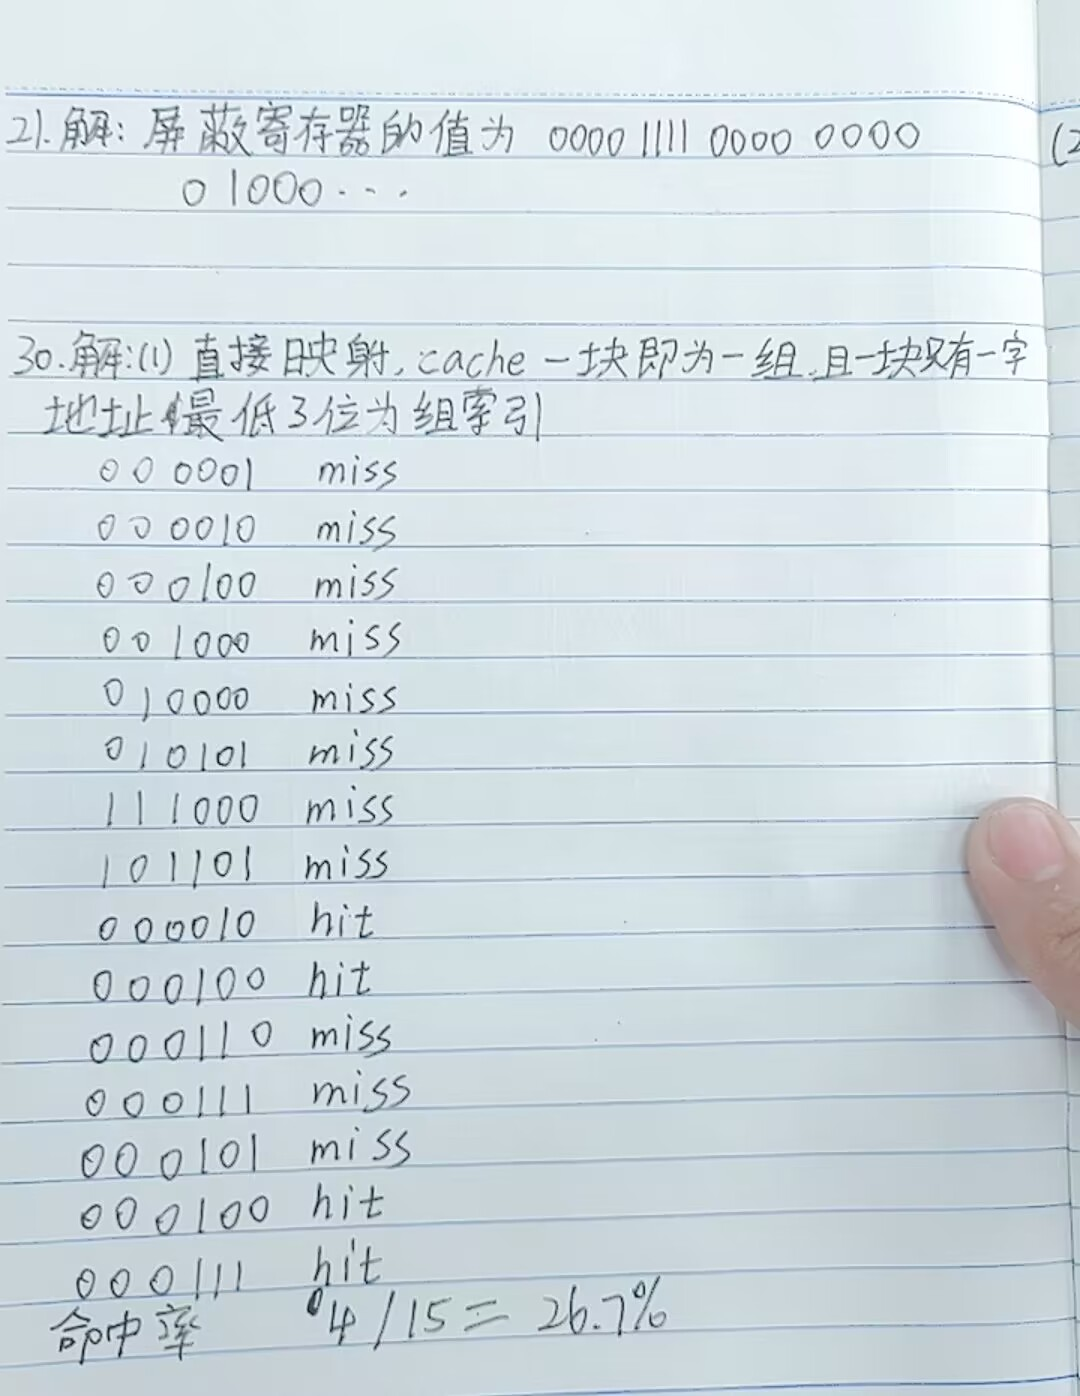 21.解:屏蔽寄存器的值为 0000 1111 0000 0000
0 1000...
(2
30.解:(1) 直接映射, cache 一块即为一组,且一块只有一字
地址最低3位为组索引
000001 miss
000010 miss
000100 miss
001000 miss
010000 miss
010101 miss
111000 miss
101101 miss
000010 hit
000100 hit
000110 miss
000111 miss
000101 miss
000100 hit
000111 hit
命中率 4/15=26.7%